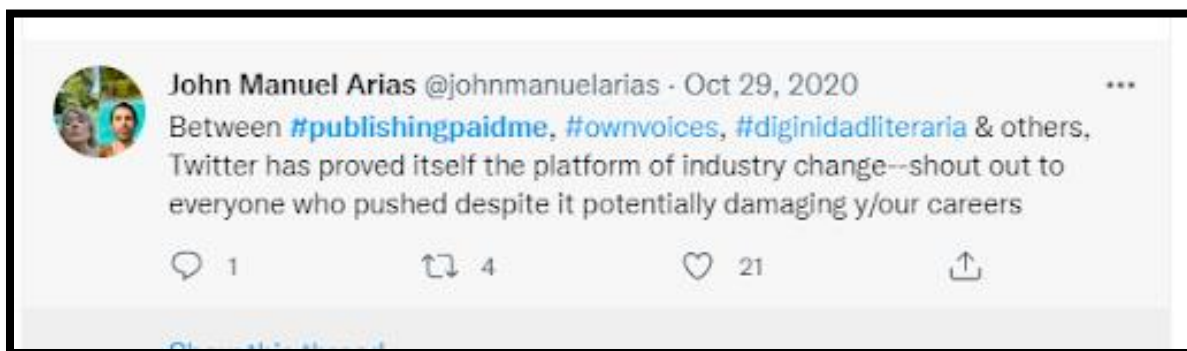 John Manuel Arias @johnmanuelarias · Oct 29, 2020
Between #publishingpaidme, #ownvoices, #diginidadliteraria & others,
Twitter has proved itself the platform of industry change--shout out to
everyone who pushed despite it potentially damaging y/our careers
1 4 21